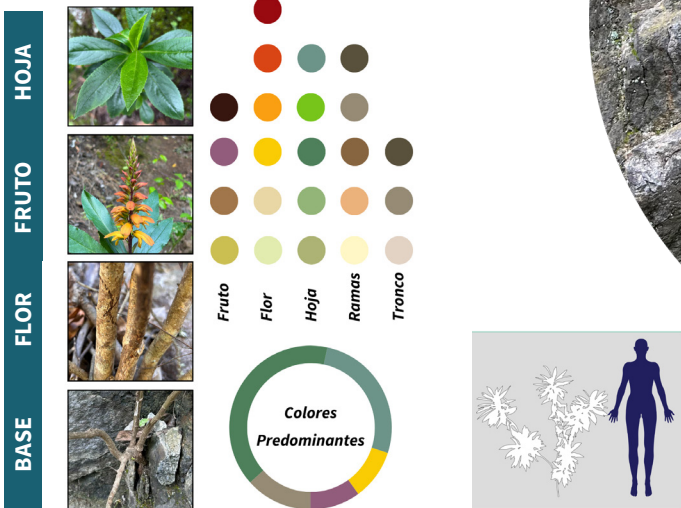 HOJA
FRUTO
FLOR
BASE
Fruto
Flor
Hoja
Ramas
Tronco
Colores
Predominantes